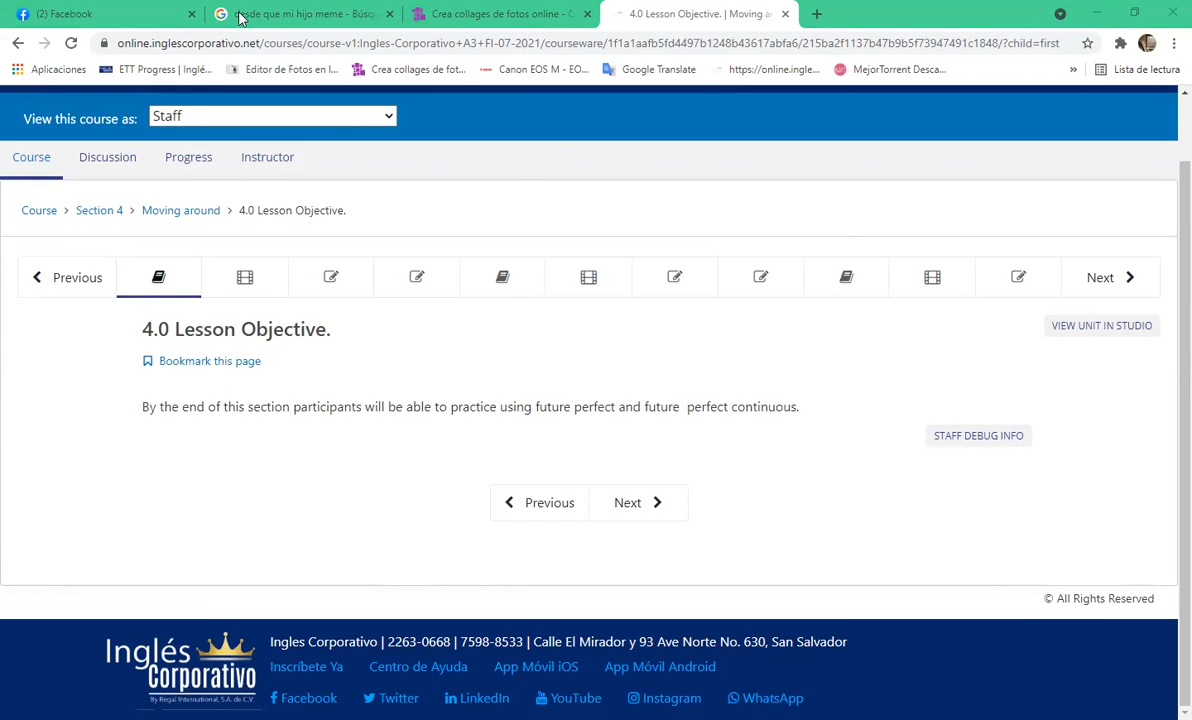 (2) Facebook
desde que mi hijo meme - Búsqu
Crea collages de fotos online - C
4.0 Lesson Objective. | Moving a
online.inglescorporativo.net/courses/course-v1:Ingles-Corporativo+A3+FI-07-2021/courseware/1f1a1aafb5fd4497b1248b43617abfa6/215ba2f1137b47b9b5f73947491c1848/?child=first
Aplicaciones
ETT Progress | Inglé...
Editor de Fotos en l...
Crea collages de fot...
Canon EOS M - EO...
Google Translate
https://online.ingle...
MejorTorrent Desca...
»
Lista de lectura
View this course as: Staff
Course Discussion Progress Instructor
Course > Section 4 > Moving around > 4.0 Lesson Objective.
Previous
Next
4.0 Lesson Objective.
VIEW UNIT IN STUDIO
Bookmark this page
By the end of this section participants will be able to practice using future perfect and future  perfect continuous.
STAFF DEBUG INFO
Previous Next
© All Rights Reserved
Inglés Corporativo
By Regal International, S.A. de C.V.
Ingles Corporativo | 2263-0668 | 7598-8533 | Calle El Mirador y 93 Ave Norte No. 630, San Salvador
Inscríbete Ya Centro de Ayuda App Móvil iOS App Móvil Android
Facebook Twitter LinkedIn YouTube Instagram WhatsApp